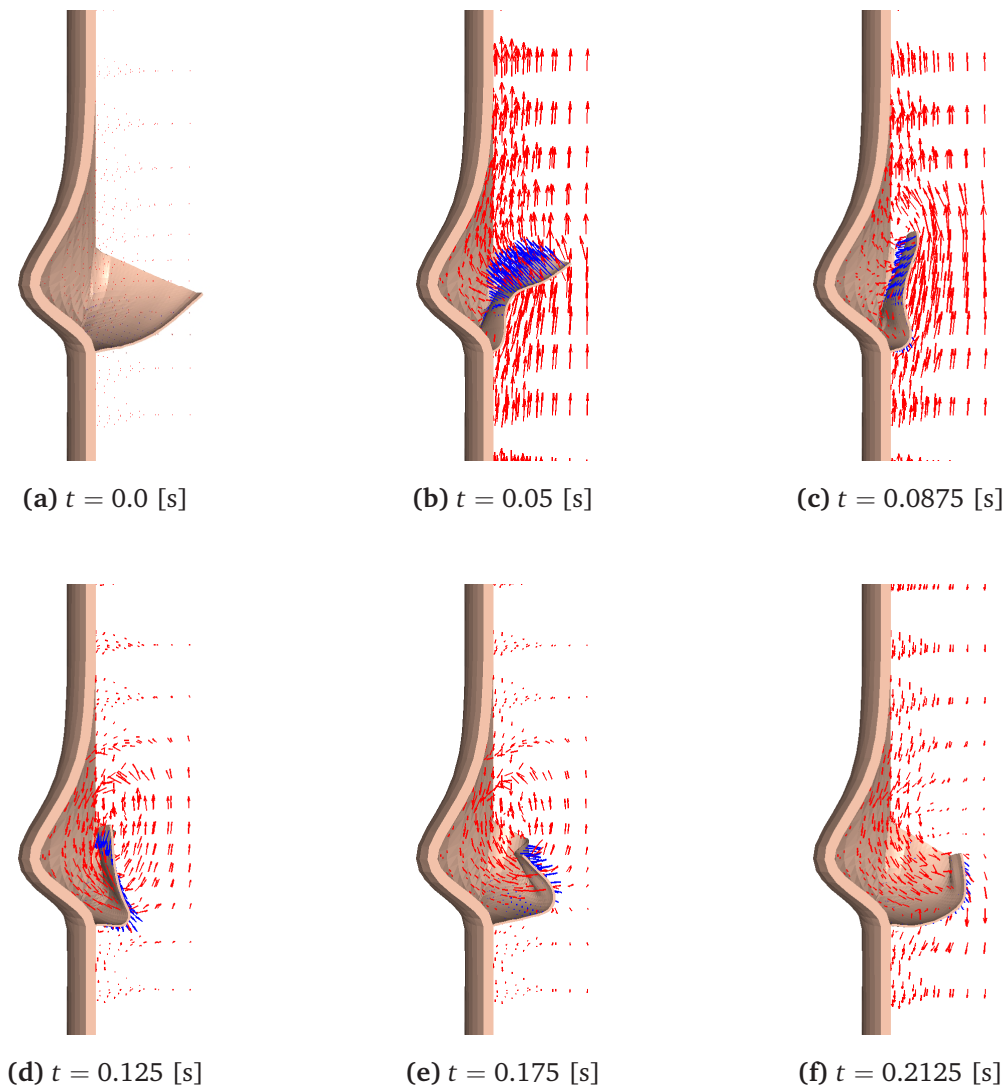 (a) t = 0.0 [s]
(b) t = 0.05 [s]
(c) t = 0.0875 [s]
(d) t = 0.125 [s]
(e) t = 0.175 [s]
(f) t = 0.2125 [s]